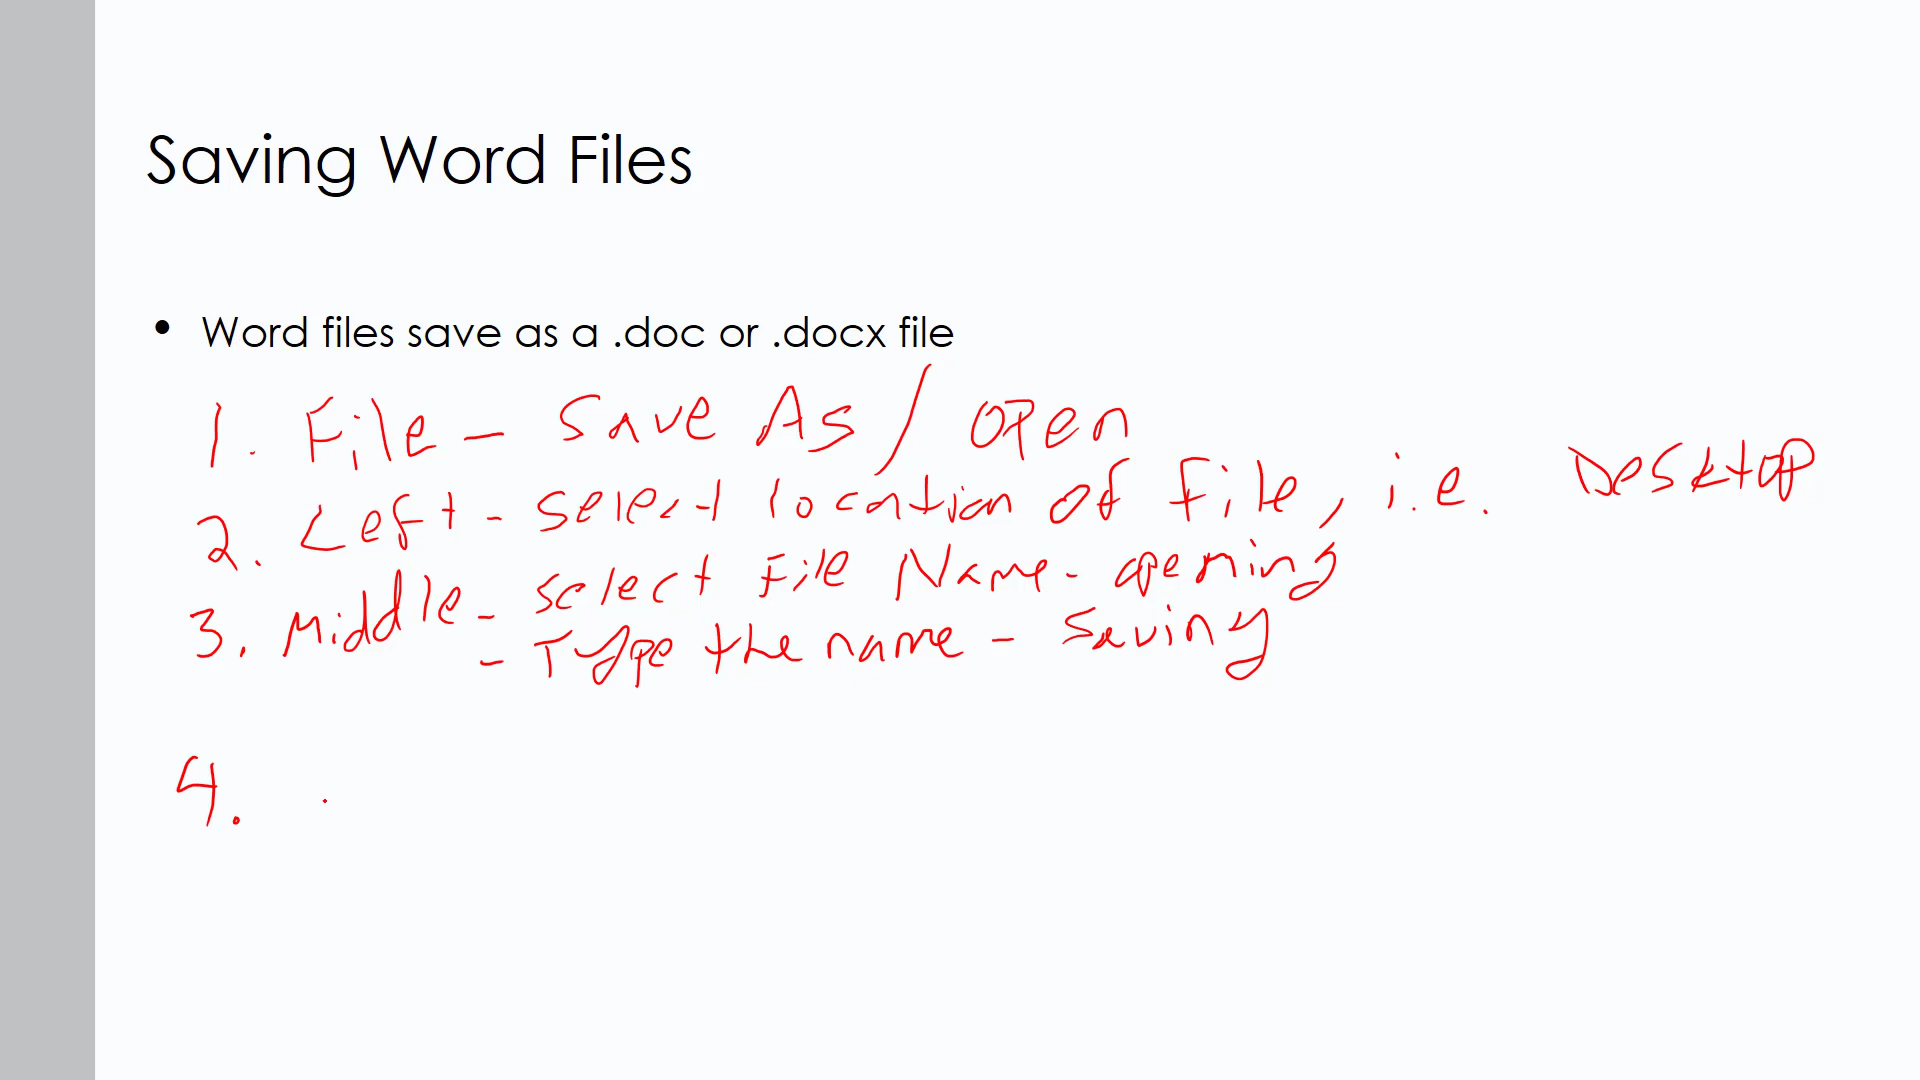 Saving Word Files
• Word files save as a .doc or .docx file
1. File - Save As / Open
2. Left - select location of file, i.e. Desktop
3. Middle - select File Name - opening
- Type the name - saving
4.